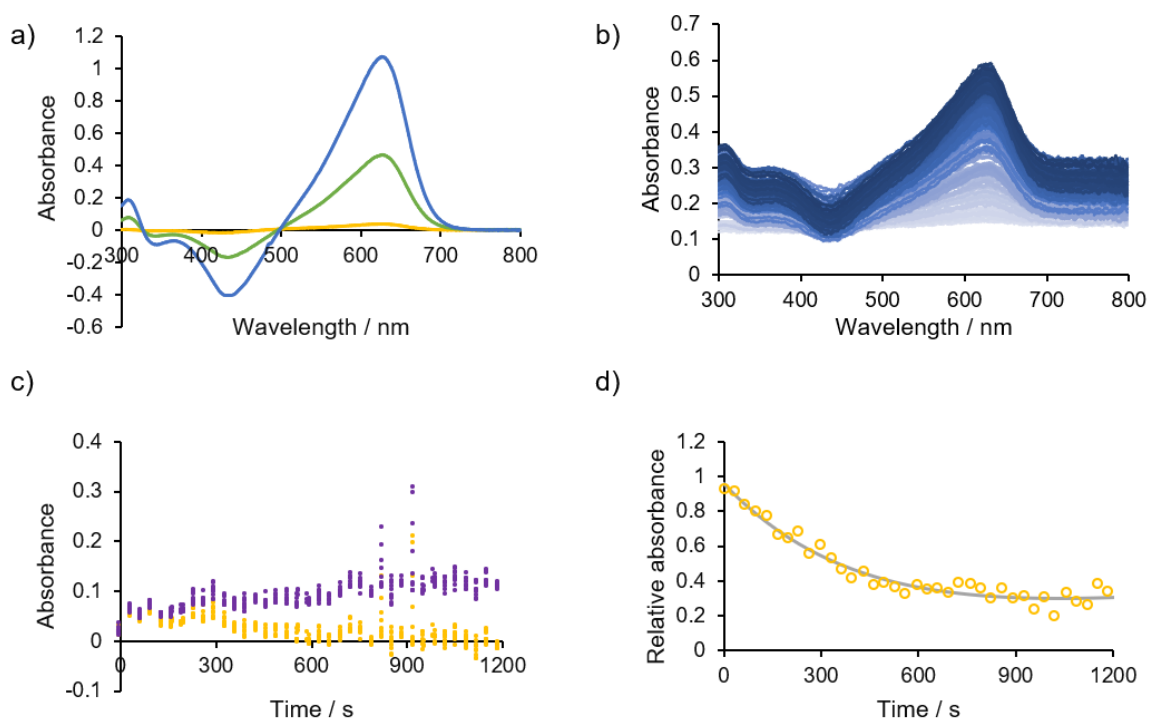 a)
1.2
1
0.8
0.6
0.4
0.2
0
-0.2
-0.4
-0.6
300 400 500 600 700 800
Absorbance
Wavelength / nm
b)
0.7
0.6
0.5
0.4
0.3
0.2
0.1
0
300 400 500 600 700 800
Absorbance
Wavelength / nm
c)
0.4
0.3
0.2
0.1
0
-0.1
0 300 600 900 1200
Absorbance
Time / s
d)
1.2
1
0.8
0.6
0.4
0.2
0
0 300 600 900 1200
Relative absorbance
Time / s